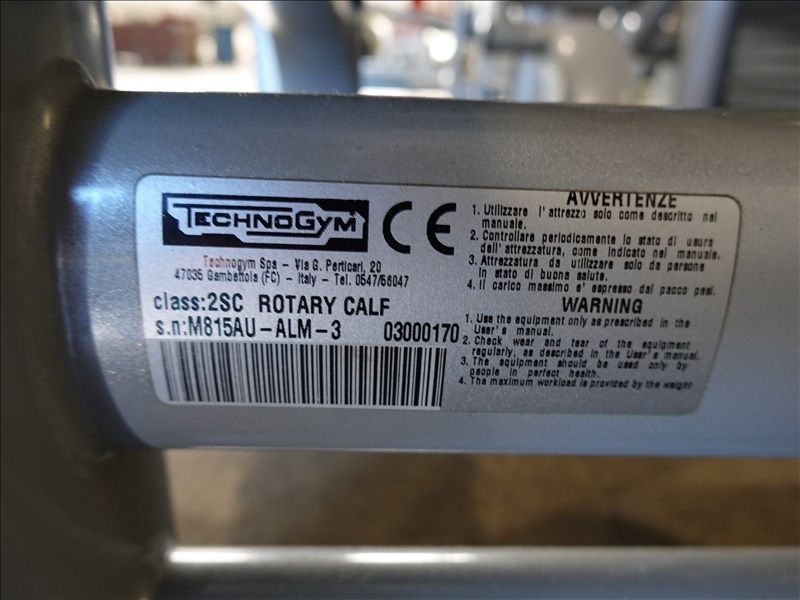 TECHNOGYM
CE
Technogym Spa - Via G. Perticari, 20
47035 Gambettola (FC) - Italy - Tel. 0547/56047
class:2SC ROTARY CALF
s.n:M815AU-ALM-3 03000170
AVVERTENZE
1. Utilizzare l'attrezzo solo come descritto nel
manuale.
2. Controllare periodicamente lo stato di usura
dell'attrezzatura, come indicato nel manuale.
3. Attrezzatura da utilizzare solo da persone
in stato di buona salute.
4. Il carico massimo e' espresso dal pacco pesi.
WARNING
1. Use the equipment only as prescribed in the
User's manual.
2. Check wear and tear of the equipment
regularly, as described in the User's manual.
3. The equipment should be used only by
people in perfect health.
4. The maximum workload is provided by the weight